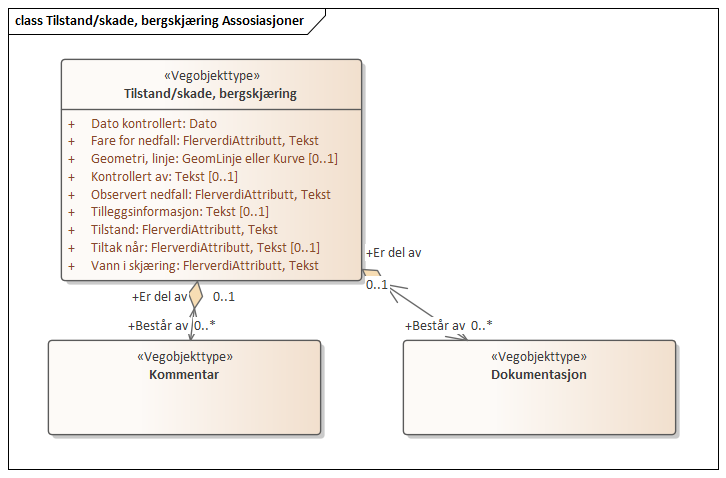 class Tilstand/skade, bergskjæring Assosiasjoner
«Vegobjekttype»
Tilstand/skade, bergskjæring
+ Dato kontrollert: Dato
+ Fare for nedfall: FlerverdiAttributt, Tekst
+ Geometri, linje: GeomLinje eller Kurve [0..1]
+ Kontrollert av: Tekst [0..1]
+ Observert nedfall: FlerverdiAttributt, Tekst
+ Tilleggsinformasjon: Tekst [0..1]
+ Tilstand: FlerverdiAttributt, Tekst
+ Tiltak når: FlerverdiAttributt, Tekst [0..1]
+ Vann i skjæring: FlerverdiAttributt, Tekst
+Er del av
0..1
+Er del av 0..1
+Består av 0..*
+Består av 0..*
«Vegobjekttype»
Kommentar
«Vegobjekttype»
Dokumentasjon